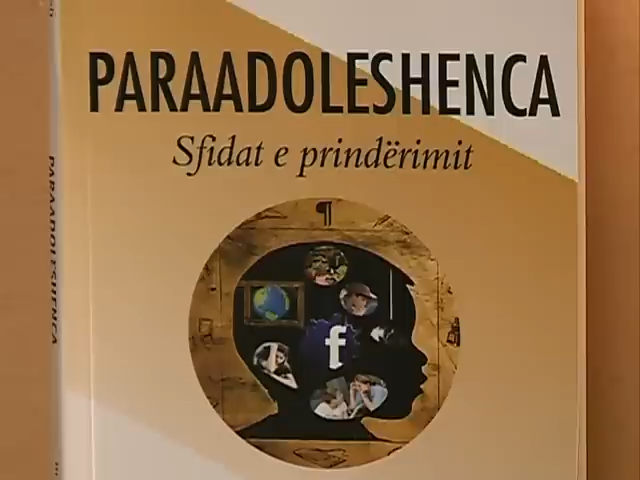 PARAADOLESHENCA
Sfidat e prindërimit
¶
f
PARAADOLESHENCA